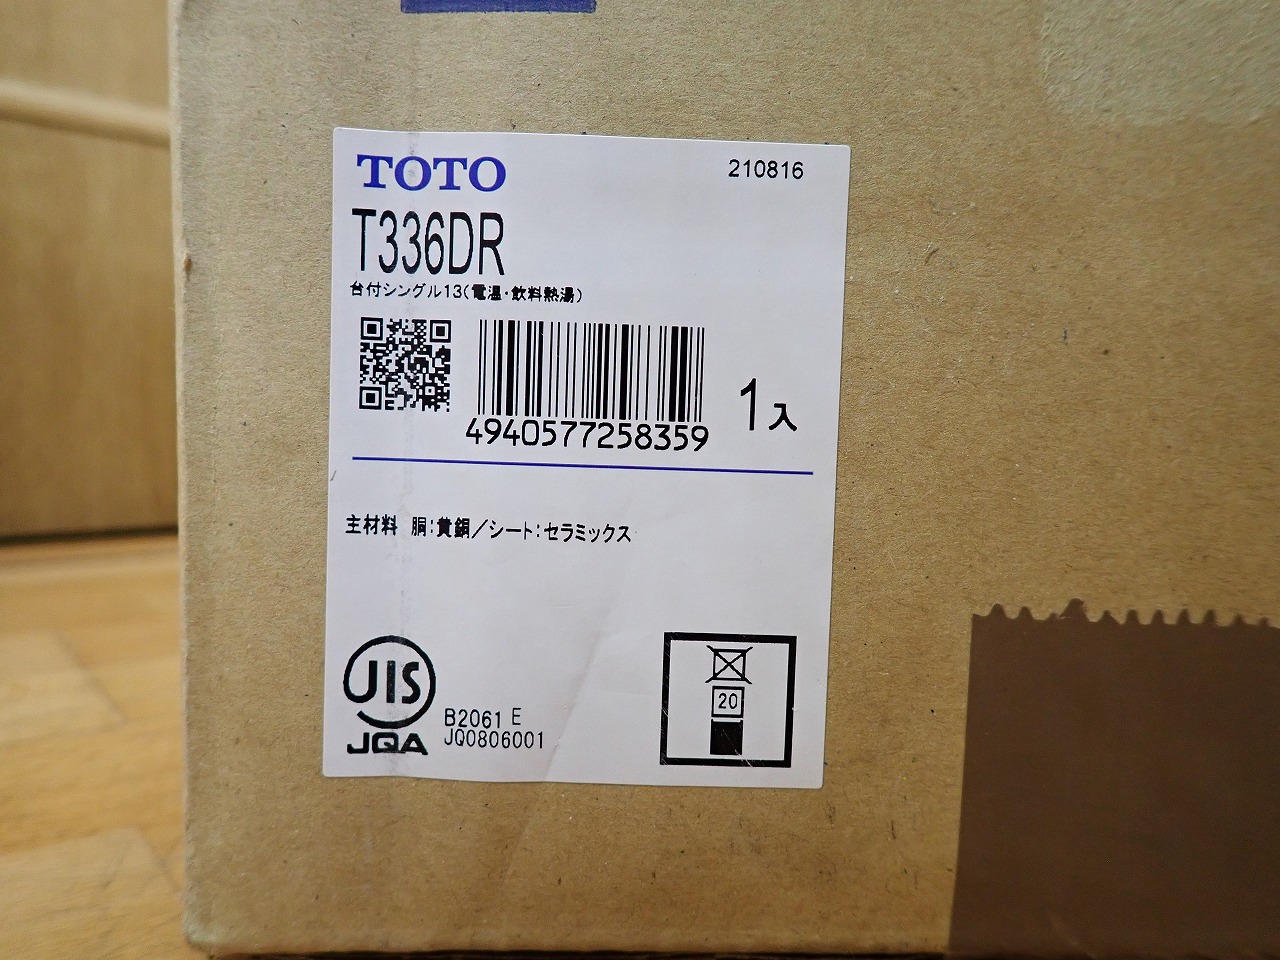 TOTO
210816
T336DR
台付シングル13(電温・飲料熱湯)
4940577258359
1入
主材料 胴:黄銅/シート:セラミックス
JIS
JQA
B2061 E
JQ0806001
20